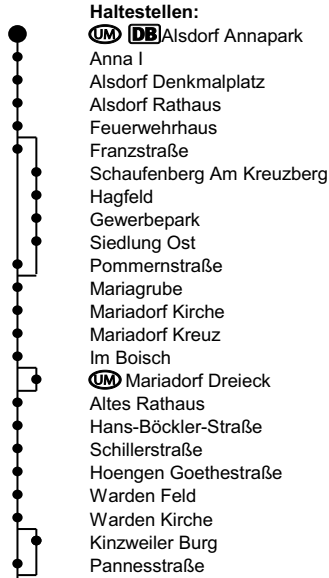 Haltestellen:
UM DB Alsdorf Annapark
Anna I
Alsdorf Denkmalplatz
Alsdorf Rathaus
Feuerwehrhaus
Franzstraße
Schaufenberg Am Kreuzberg
Hagfeld
Gewerbepark
Siedlung Ost
Pommernstraße
Mariagrube
Mariadorf Kirche
Mariadorf Kreuz
Im Boisch
UM Mariadorf Dreieck
Altes Rathaus
Hans-Böckler-Straße
Schillerstraße
Hoengen Goethestraße
Warden Feld
Warden Kirche
Kinzweiler Burg
Pannesstraße